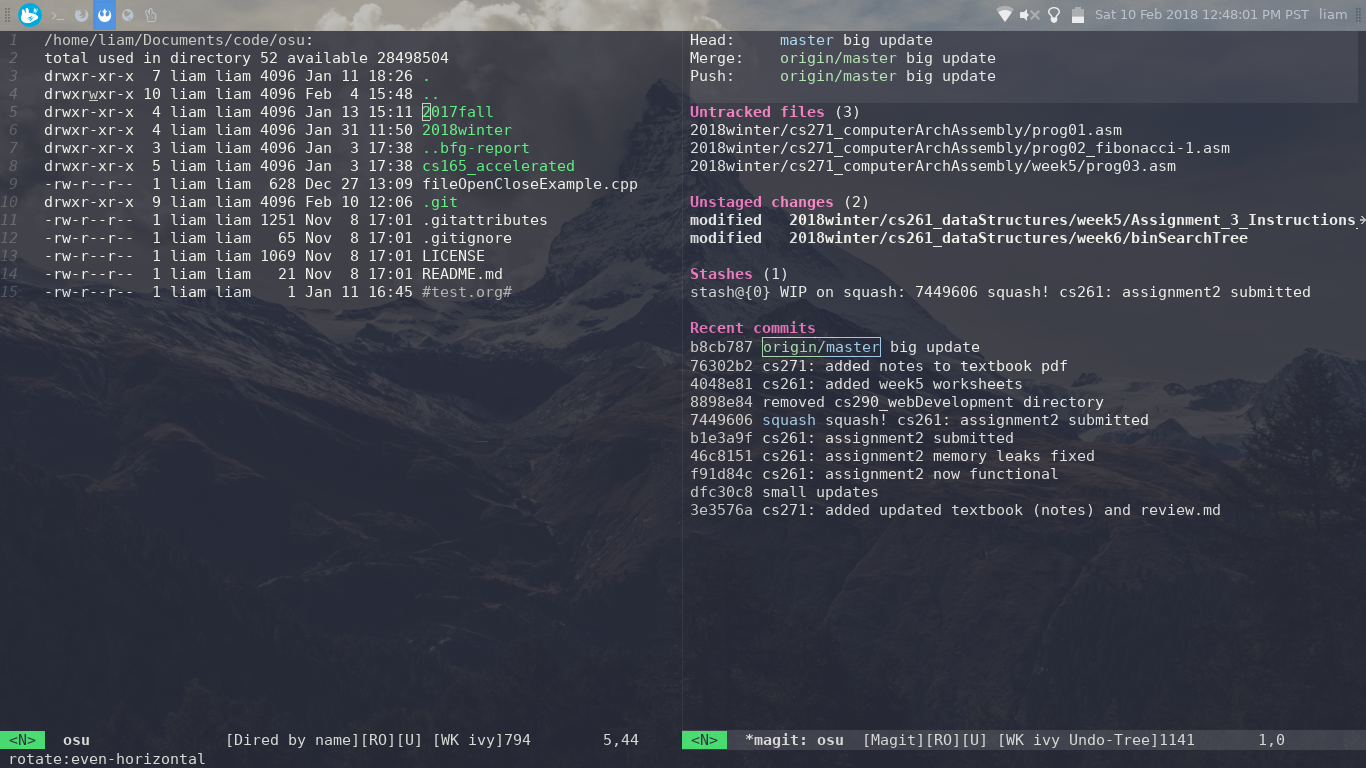 Sat 10 Feb 2018 12:48:01 PM PST liam
1 /home/liam/Documents/code/osu:
2 total used in directory 52 available 28498504
3 drwxr-xr-x 7 liam liam 4096 Jan 11 18:26 .
4 drwxrwxr-x 10 liam liam 4096 Feb 4 15:48 ..
5 drwxr-xr-x 4 liam liam 4096 Jan 13 15:11 2017fall
6 drwxr-xr-x 4 liam liam 4096 Jan 31 11:50 2018winter
7 drwxr-xr-x 3 liam liam 4096 Jan 3 17:38 ..bfg-report
8 drwxr-xr-x 5 liam liam 4096 Jan 3 17:38 cs165_accelerated
9 -rw-r--r-- 1 liam liam 628 Dec 27 13:09 fileOpenCloseExample.cpp
10 drwxr-xr-x 9 liam liam 4096 Feb 10 12:06 .git
11 -rw-r--r-- 1 liam liam 1251 Nov 8 17:01 .gitattributes
12 -rw-r--r-- 1 liam liam 65 Nov 8 17:01 .gitignore
13 -rw-r--r-- 1 liam liam 1069 Nov 8 17:01 LICENSE
14 -rw-r--r-- 1 liam liam 21 Nov 8 17:01 README.md
15 -rw-r--r-- 1 liam liam 1 Jan 11 16:45 #test.org#
<N> osu [Dired by name][RO][U] [WK ivy]794 5,44
Head: master big update
Merge: origin/master big update
Push: origin/master big update
Untracked files (3)
2018winter/cs271_computerArchAssembly/prog01.asm
2018winter/cs271_computerArchAssembly/prog02_fibonacci-1.asm
2018winter/cs271_computerArchAssembly/week5/prog03.asm
Unstaged changes (2)
modified 2018winter/cs261_dataStructures/week5/Assignment_3_Instructions_
modified 2018winter/cs261_dataStructures/week6/binSearchTree
Stashes (1)
stash@{0} WIP on squash: 7449606 squash! cs261: assignment2 submitted
Recent commits
b8cb787 origin/master big update
76302b2 cs271: added notes to textbook pdf
4048e81 cs261: added week5 worksheets
8898e84 removed cs290_webDevelopment directory
7449606 squash squash! cs261: assignment2 submitted
b1e3a9f cs261: assignment2 submitted
46c8151 cs261: assignment2 memory leaks fixed
f91d84c cs261: assignment2 now functional
dfc30c8 small updates
3e3576a cs271: added updated textbook (notes) and review.md
<N> *magit: osu [Magit][RO][U] [WK ivy Undo-Tree]1141 1,0
rotate:even-horizontal